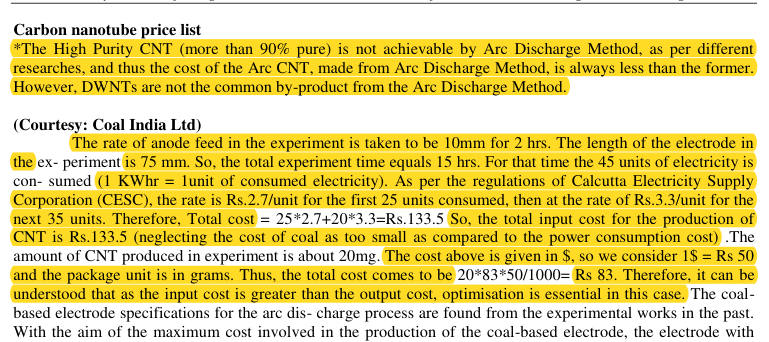 Carbon nanotube price list
*The High Purity CNT (more than 90% pure) is not achievable by Arc Discharge Method, as per different
researches, and thus the cost of the Arc CNT, made from Arc Discharge Method, is always less than the former.
However, DWNTs are not the common by-product from the Arc Discharge Method.
(Courtesy: Coal India Ltd)
The rate of anode feed in the experiment is taken to be 10mm for 2 hrs. The length of the electrode in
the ex- periment is 75 mm. So, the total experiment time equals 15 hrs. For that time the 45 units of electricity is
con- sumed (1 KWhr = 1unit of consumed electricity). As per the regulations of Calcutta Electricity Supply
Corporation (CESC), the rate is Rs.2.7/unit for the first 25 units consumed, then at the rate of Rs.3.3/unit for the
next 35 units. Therefore, Total cost = 25*2.7+20*3.3=Rs.133.5 So, the total input cost for the production of
CNT is Rs.133.5 (neglecting the cost of coal as too small as compared to the power consumption cost) .The
amount of CNT produced in experiment is about 20mg. The cost above is given in $, so we consider 1$ = Rs 50
and the package unit is in grams. Thus, the total cost comes to be 20*83*50/1000= Rs 83. Therefore, it can be
understood that as the input cost is greater than the output cost, optimisation is essential in this case. The coal-
based electrode specifications for the arc dis- charge process are found from the experimental works in the past.
With the aim of the maximum cost involved in the production of the coal-based electrode, the electrode with